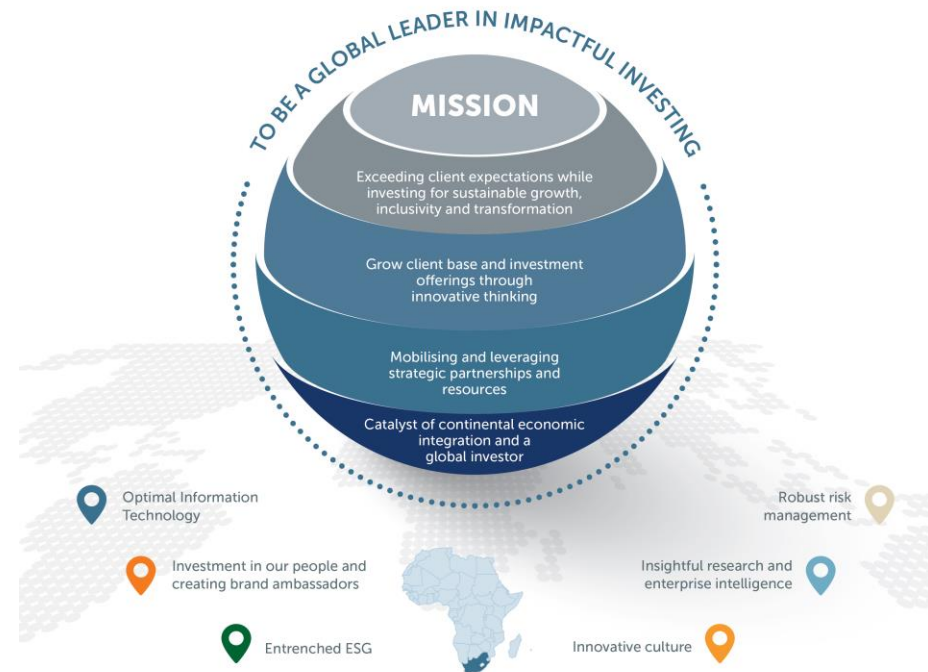 TO BE A GLOBAL LEADER IN IMPACTFUL INVESTING
MISSION
Exceeding client expectations while
investing for sustainable growth,
inclusivity and transformation
Grow client base and investment
offerings through
innovative thinking
Mobilising and leveraging
strategic partnerships and
resources
Catalyst of continental economic
integration and a
global investor
Optimal Information
Technology
Robust risk
management
Investment in our people and
creating brand ambassadors
Insightful research and
enterprise intelligence
Entrenched ESG
Innovative culture